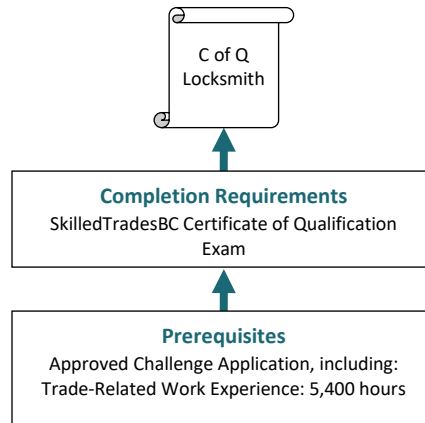 C of Q
Locksmith
Completion Requirements
SkilledTradesBC Certificate of Qualification
Exam
Prerequisites
Approved Challenge Application, including:
Trade-Related Work Experience: 5,400 hours